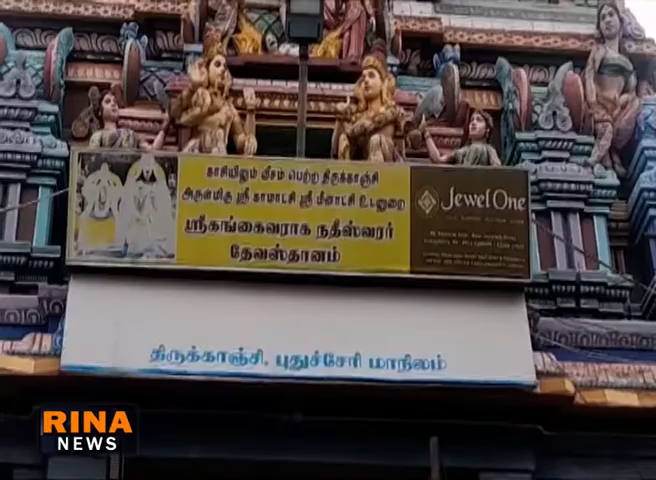 காசியிலும் வீசம் பெற்ற திருக்காஞ்சி
அருள்மிகு ஸ்ரீ காமாட்சி ஸ்ரீ மீனாட்சி உடனுறை
ஸ்ரீகங்கைவராக நதீஸ்வரர்
தேவஸ்தானம்
JEWEL ONE
திருக்காஞ்சி, புதுச்சேரி மாநிலம்
RINA
NEWS